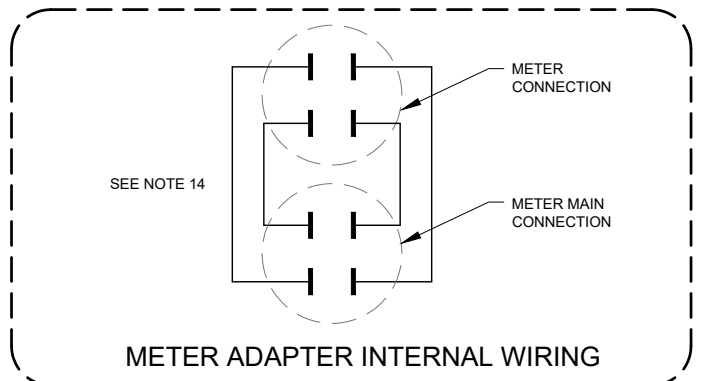 METER
CONNECTION
SEE NOTE 14
METER MAIN
CONNECTION
METER ADAPTER INTERNAL WIRING